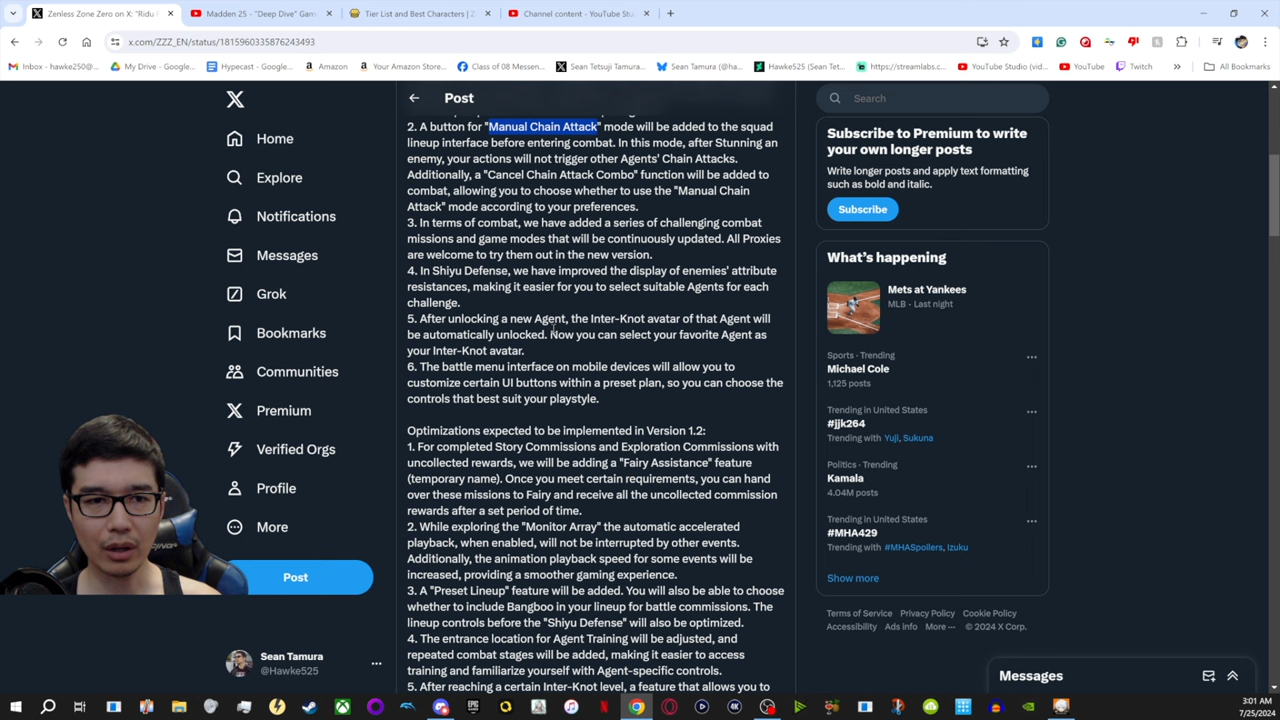 Zenless Zone Zero on X: "Ridu
Madden 25 - "Deep Dive" Gam
Tier List and Best Characters | Z
Channel content - YouTube Stu
x.com/ZZZ_EN/status/1815960335876243493
Inbox - hawke250@...
My Drive - Google...
Hypecast - Google...
Amazon
Your Amazon Store...
Class of 08 Messen...
Sean Tetsuji Tamura...
Sean Tamura (@ha...
Hawke525 (Sean Tet...
https://streamlabs.c...
YouTube Studio (vid...
YouTube
Twitch
All Bookmarks
Post
Search
Home
Explore
Notifications
Messages
Grok
Bookmarks
Communities
Premium
Verified Orgs
Profile
More
Post
Sean Tamura
@Hawke525
2. A button for "Manual Chain Attack" mode will be added to the squad
lineup interface before entering combat. In this mode, after Stunning an
enemy, your actions will not trigger other Agents' Chain Attacks.
Additionally, a "Cancel Chain Attack Combo" function will be added to
combat, allowing you to choose whether to use the "Manual Chain
Attack" mode according to your preferences.
3. In terms of combat, we have added a series of challenging combat
missions and game modes that will be continuously updated. All Proxies
are welcome to try them out in the new version.
4. In Shiyu Defense, we have improved the display of enemies' attribute
resistances, making it easier for you to select suitable Agents for each
challenge.
5. After unlocking a new Agent, the Inter-Knot avatar of that Agent will
be automatically unlocked. Now you can select your favorite Agent as
your Inter-Knot avatar.
6. The battle menu interface on mobile devices will allow you to
customize certain UI buttons within a preset plan, so you can choose the
controls that best suit your playstyle.
Optimizations expected to be implemented in Version 1.2:
1. For completed Story Commissions and Exploration Commissions with
uncollected rewards, we will be adding a "Fairy Assistance" feature
(temporary name). Once you meet certain requirements, you can hand
over these missions to Fairy and receive all the uncollected commission
rewards after a set period of time.
2. While exploring the "Monitor Array" the automatic accelerated
playback, when enabled, will not be interrupted by other events.
Additionally, the animation playback speed for some events will be
increased, providing a smoother gaming experience.
3. A "Preset Lineup" feature will be added. You will also be able to choose
whether to include Bangboo in your lineup for battle commissions. The
lineup controls before the "Shiyu Defense" will also be optimized.
4. The entrance location for Agent Training will be adjusted, and
repeated combat stages will be added, making it easier to access
training and familiarize yourself with Agent-specific controls.
5. After reaching a certain Inter-Knot level, a feature that allows you to
Subscribe to Premium to write
your own longer posts
Write longer posts and apply text formatting
such as bold and italic.
Subscribe
What's happening
Mets at Yankees
MLB · Last night
Sports · Trending
Michael Cole
1,125 posts
Trending in United States
#jjk264
Trending with Yuji, Sukuna
Politics · Trending
Kamala
4.04M posts
Trending in United States
#MHA429
Trending with #MHASpoilers, Izuku
Show more
Terms of Service Privacy Policy Cookie Policy
Accessibility Ads info More ··· © 2024 X Corp.
Messages
3:01 AM
7/25/2024